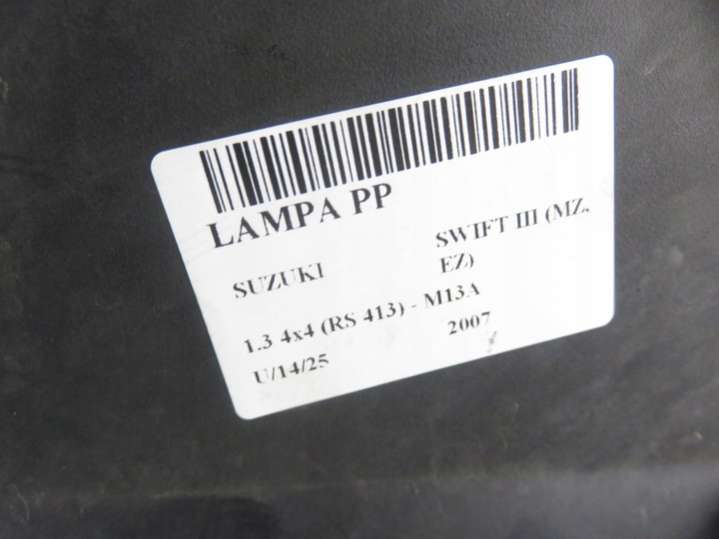 LAMPA PP
SUZUKI
SWIFT III (MZ,
EZ)
1.3 4x4 (RS 413) - M13A
U/14/25
2007